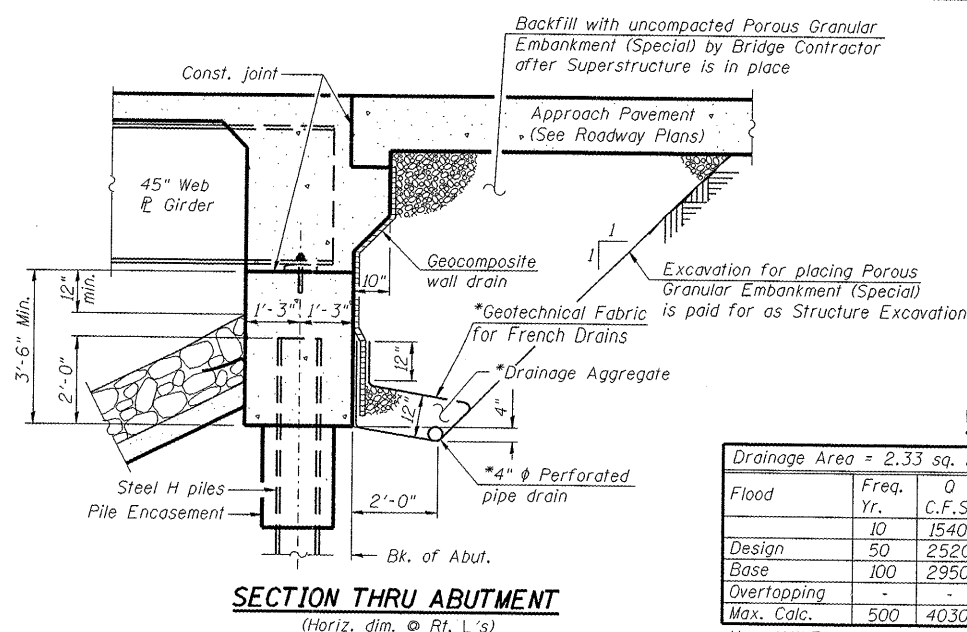 Backfill with uncompacted Porous Granular
Embankment (Special) by Bridge Contractor
after Superstructure is in place
Const. joint
Approach Pavement
(See Roadway Plans)
45" Web
℄ Girder
1
1
Geocomposite
wall drain
10"
12"
min.
3'-6" Min.
1'-3"
1'-3"
2'-0"
Excavation for placing Porous
Granular Embankment (Special)
is paid for as Structure Excavation
*Geotechnical Fabric
for French Drains
12"
*Drainage Aggregate
12"
4"
*4" ϕ Perforated
pipe drain
2'-0"
Steel H piles
Pile Encasement
Bk. of Abut.
SECTION THRU ABUTMENT
(Horiz. dim. @ Rt. L's)
Drainage Area = 2.33 sq.
Flood Freq. Yr. Q C.F.S
10 1540
Design 50 2520
Base 100 2950
Overtopping - -
Max. Calc. 500 4030